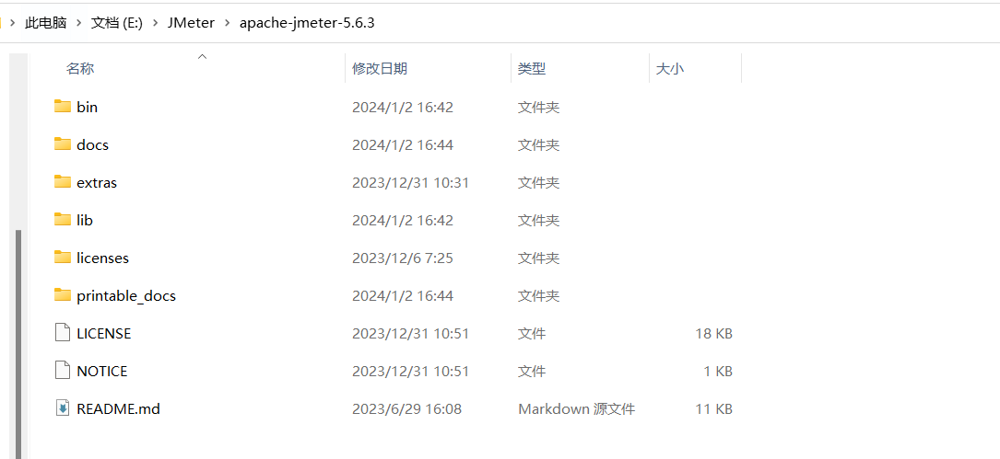 此电脑 > 文档 (E:) > JMeter > apache-jmeter-5.6.3
名称 修改日期 类型 大小
bin 2024/1/2 16:42 文件夹
docs 2024/1/2 16:44 文件夹
extras 2023/12/31 10:31 文件夹
lib 2024/1/2 16:42 文件夹
licenses 2023/12/6 7:25 文件夹
printable_docs 2024/1/2 16:44 文件夹
LICENSE 2023/12/31 10:51 文件 18 KB
NOTICE 2023/12/31 10:51 文件 1 KB
README.md 2023/6/29 16:08 Markdown 源文件 11 KB